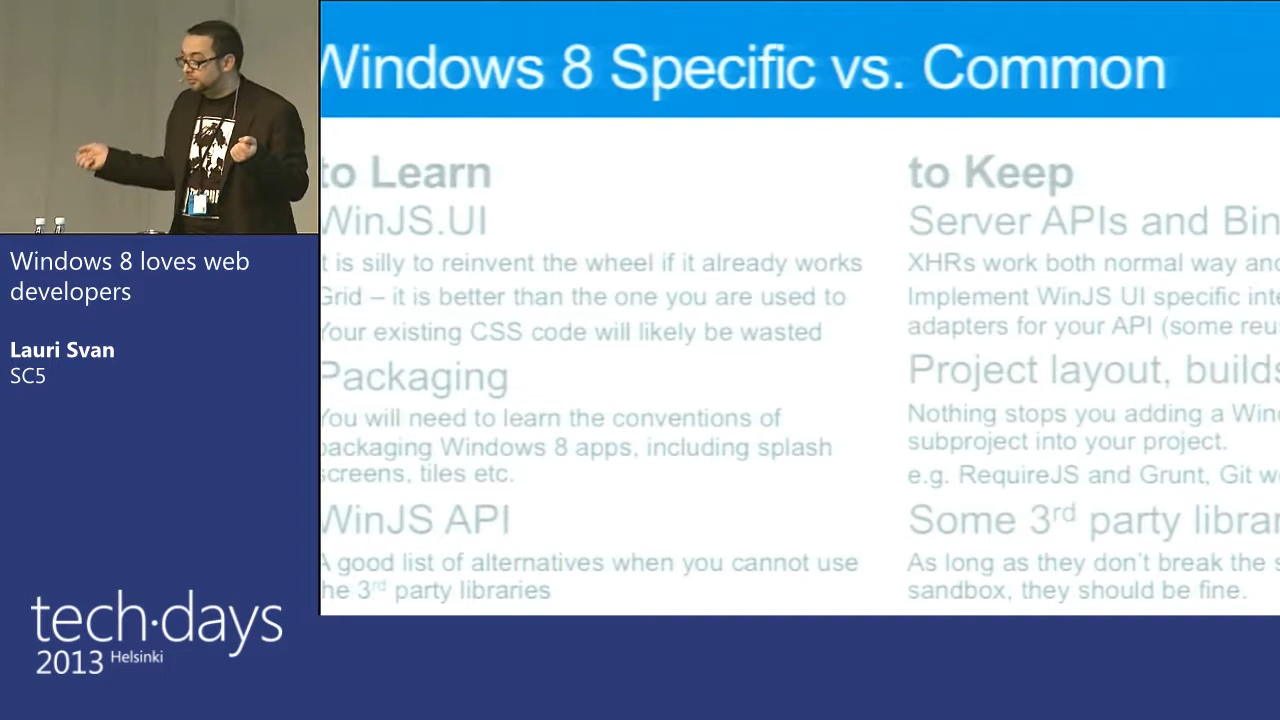 Windows 8 Specific vs. Common
to Learn
WinJS.UI
t is silly to reinvent the wheel if it already works
Grid – it is better than the one you are used to
Your existing CSS code will likely be wasted
Packaging
You will need to learn the conventions of
packaging Windows 8 apps, including splash
screens, tiles etc.
WinJS API
A good list of alternatives when you cannot use
he 3rd party libraries
to Keep
Server APIs and Bin
XHRs work both normal way and
Implement WinJS UI specific int
adapters for your API (some reu
Project layout, builds
Nothing stops you adding a Win
subproject into your project.
e.g. RequireJS and Grunt, Git w
Some 3rd party librar
As long as they don't break the s
sandbox, they should be fine.
Windows 8 loves web
developers
Lauri Svan
SC5
tech·days
2013 Helsinki